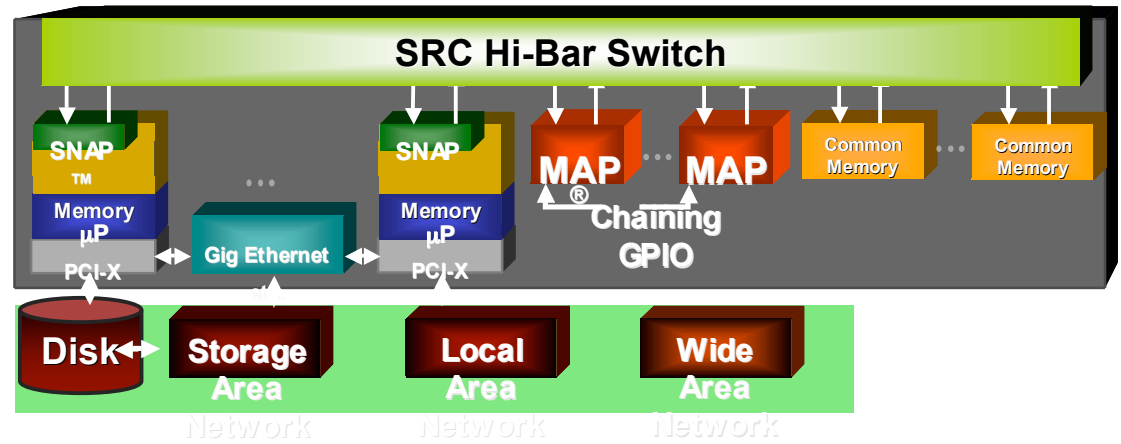 SRC Hi-Bar Switch
SNAP
™
Memory
μP
PCI-X
...
Gig Ethernet
SNAP
Memory
μP
PCI-X
MAP
®
...
MAP
Chaining
GPIO
Common
Memory
...
Common
Memory
Disk
Storage
Area
Network
Local
Area
Network
Wide
Area
Network